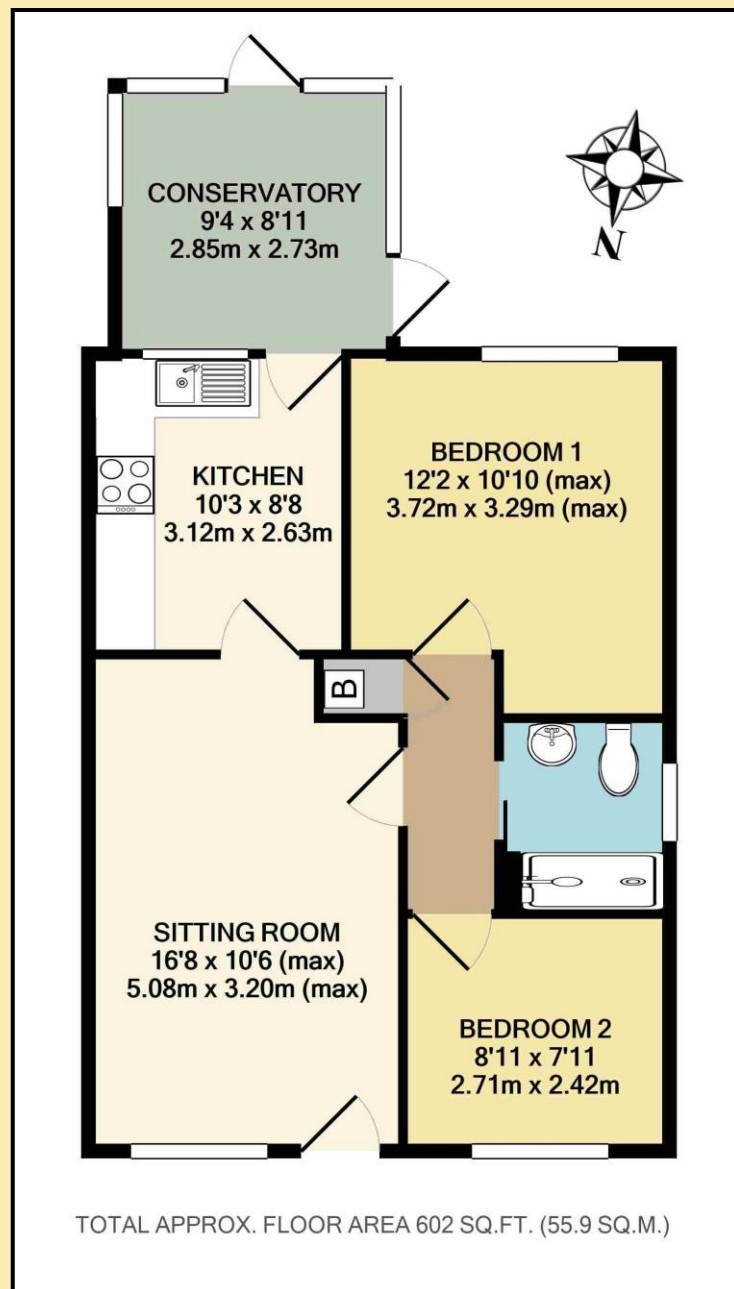 CONSERVATORY
9'4 x 8'11
2.85m x 2.73m
N
KITCHEN
10'3 x 8'8
3.12m x 2.63m
BEDROOM 1
12'2 x 10'10 (max)
3.72m x 3.29m (max)
B
SITTING ROOM
16'8 x 10'6 (max)
5.08m x 3.20m (max)
BEDROOM 2
8'11 x 7'11
2.71m x 2.42m
TOTAL APPROX. FLOOR AREA 602 SQ.FT. (55.9 SQ.M.)